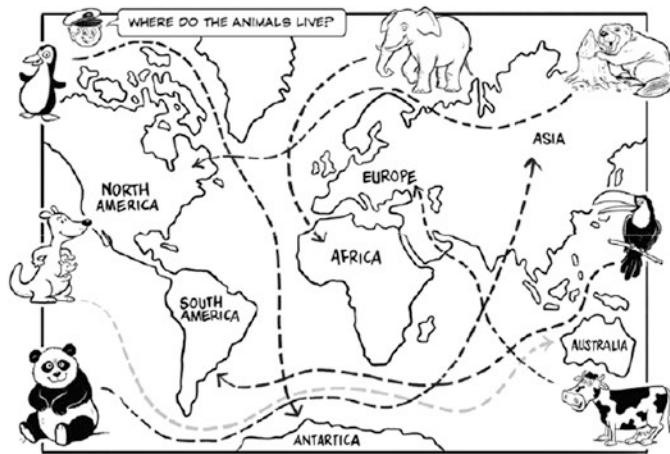 WHERE DO THE ANIMALS LIVE?
ASIA
EUROPE
NORTH
AMERICA
AFRICA
SOUTH
AMERICA
AUSTRALIA
ANTARTICA